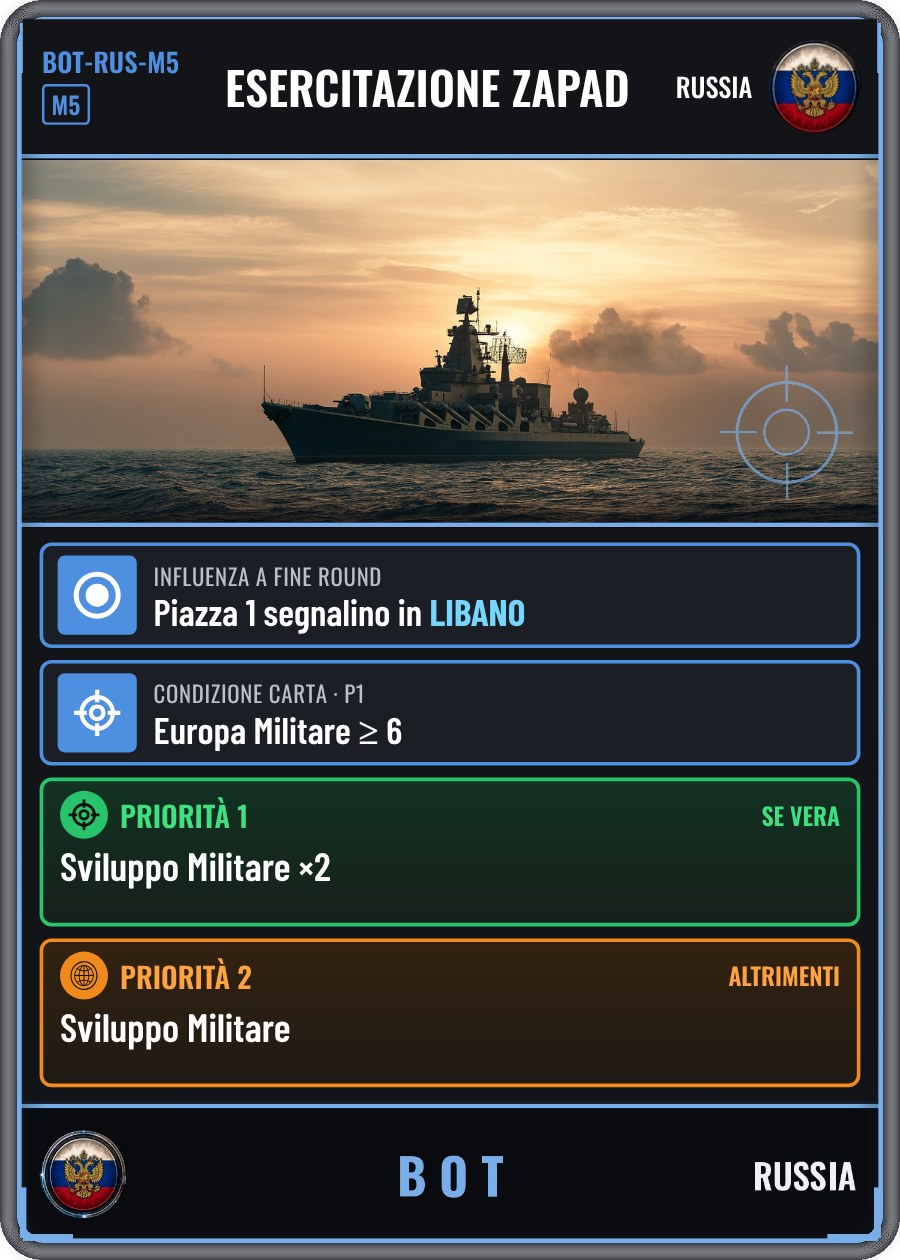 BOT-RUS-M5
M5
ESERCITAZIONE ZAPAD
RUSSIA
INFLUENZA A FINE ROUND
Piazza 1 segnalino in LIBANO
CONDIZIONE CARTA · P1
Europa Militare ≥ 6
PRIORITÀ 1
SE VERA
Sviluppo Militare ×2
PRIORITÀ 2
ALTRIMENTI
Sviluppo Militare
BOT
RUSSIA